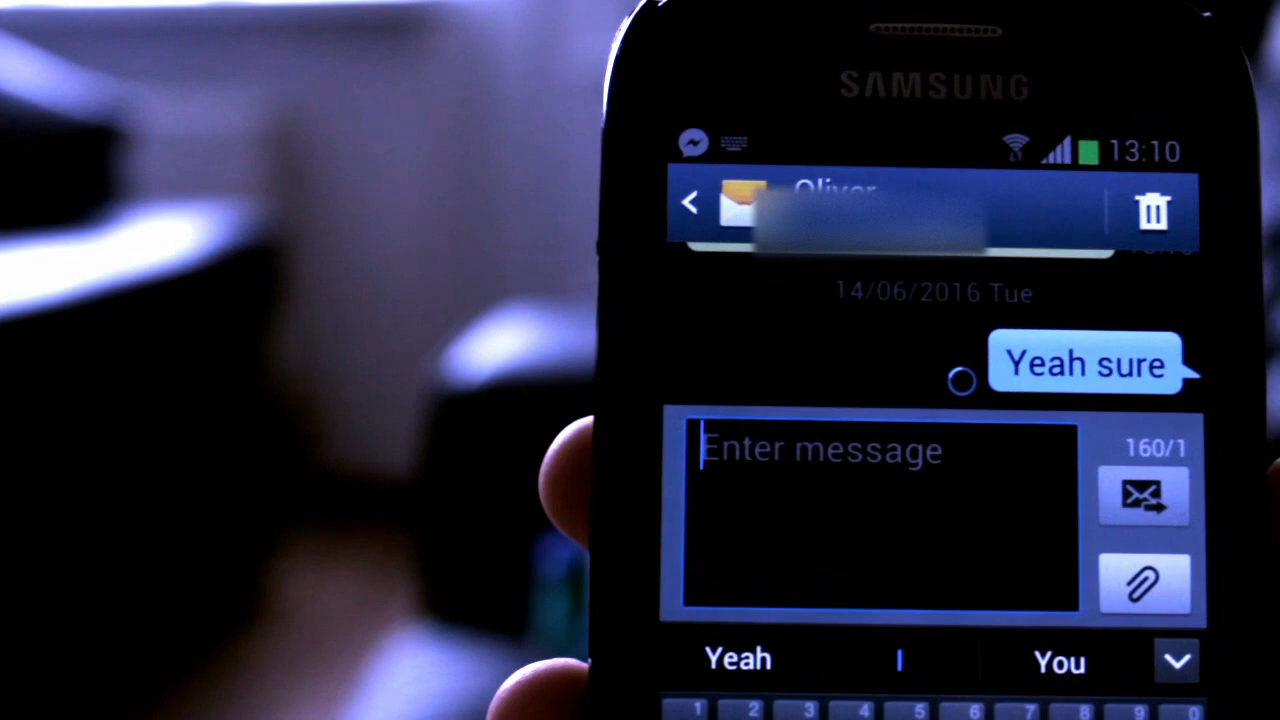 SAMSUNG
13:10
Oliver
14/06/2016 Tue
Yeah sure
Enter message
160/1
Yeah I You
1 2 3 4 5 6 7 8 9 0